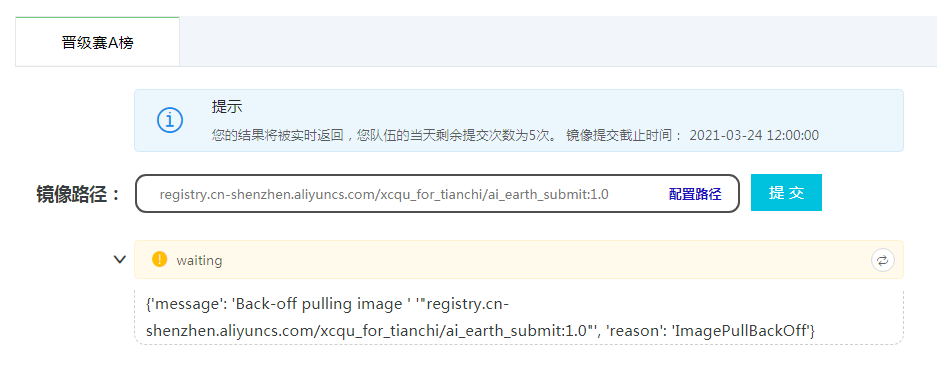 晋级赛A榜
提示
您的结果将被实时返回，您队伍的当天剩余提交次数为5次。 镜像提交截止时间： 2021-03-24 12:00:00
镜像路径： registry.cn-shenzhen.aliyuncs.com/xcqu_for_tianchi/ai_earth_submit:1.0 配置路径 提 交
waiting
{'message': 'Back-off pulling image ' '"registry.cn-
shenzhen.aliyuncs.com/xcqu_for_tianchi/ai_earth_submit:1.0"', 'reason': 'ImagePullBackOff'}